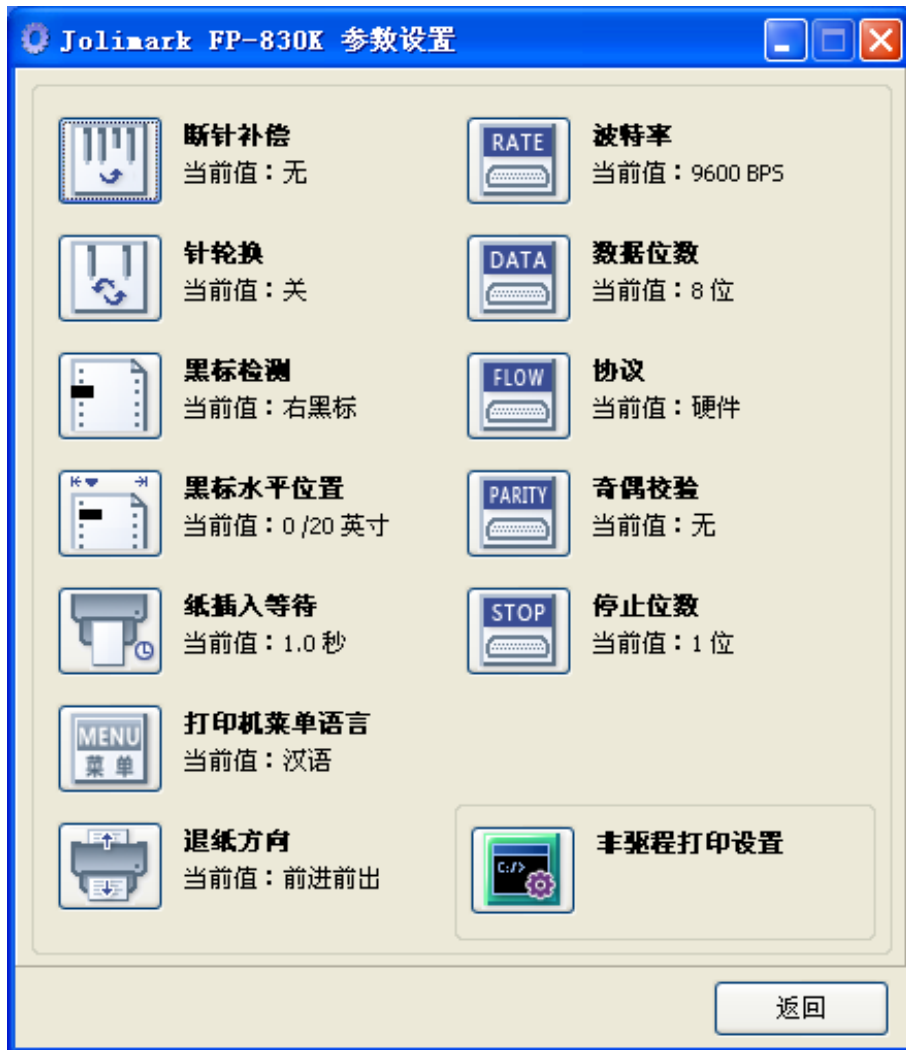 Jolimark FP-830K 参数设置
断针补偿
当前值：无
针轮换
当前值：关
黑标检测
当前值：右黑标
黑标水平位置
当前值：0 /20 英寸
纸插入等待
当前值：1.0 秒
MENU
菜 单
打印机菜单语言
当前值：汉语
退纸方向
当前值：前进前出
RATE
波特率
当前值：9600 BPS
DATA
数据位数
当前值：8 位
FLOW
协议
当前值：硬件
PARITY
奇偶校验
当前值：无
STOP
停止位数
当前值：1 位
C:/>
非驱程打印设置
返回